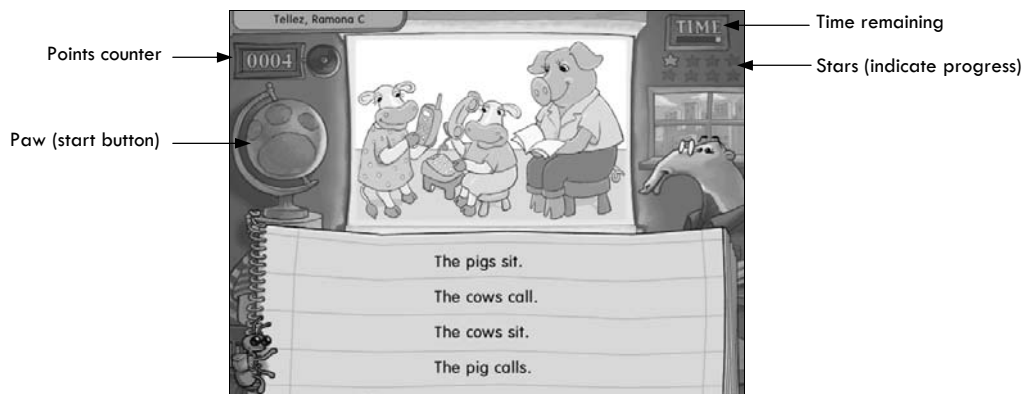 Tellez, Ramona C
TIME
Time remaining
Points counter
0004
Stars (indicate progress)
Paw (start button)
The pigs sit.
The cows call.
The cows sit.
The pig calls.